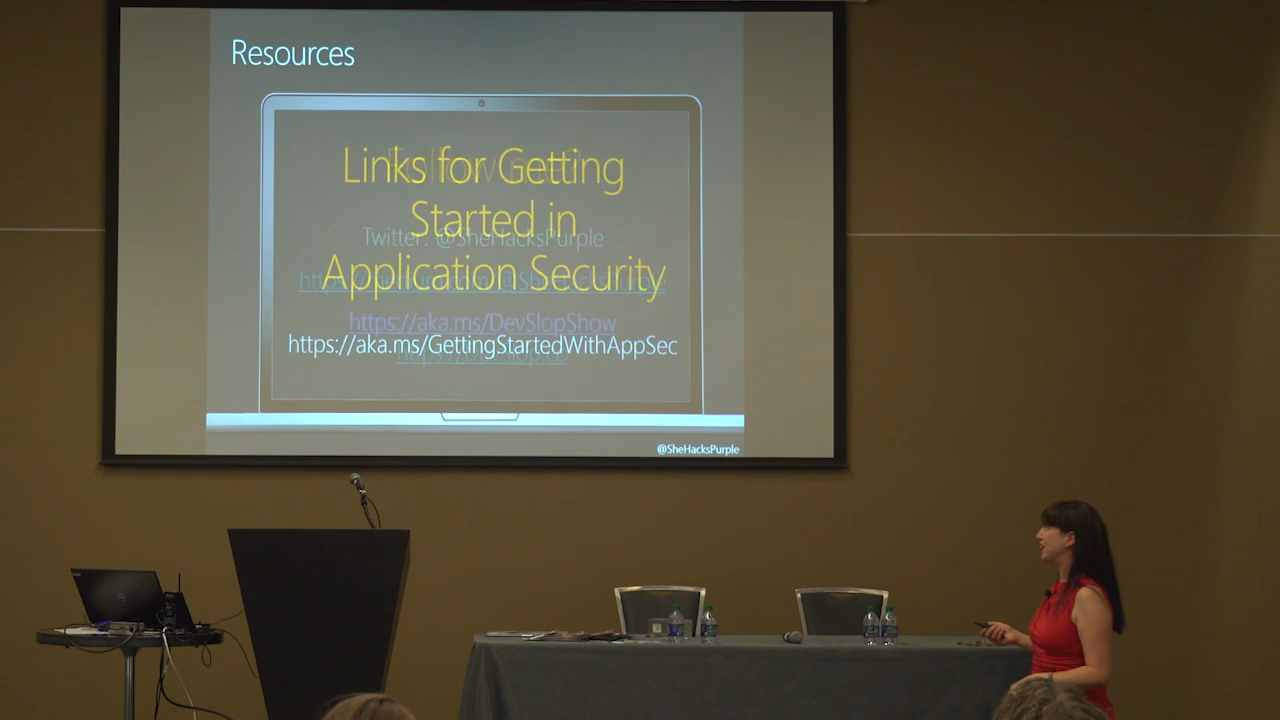 Resources
Links for Getting
Started in
Twitter: @SheHacksPurple
Application Security
https://aka.ms/DevSlopShow
https://aka.ms/GettingStartedWithAppSec
@SheHacksPurple